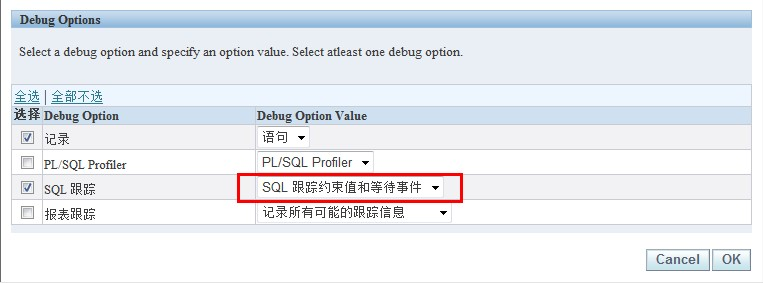 Debug Options
Select a debug option and specify an option value. Select atleast one debug option.
全选 | 全部不选
选择 Debug Option Debug Option Value
记录 语句
PL/SQL Profiler PL/SQL Profiler
SQL 跟踪 SQL 跟踪约束值和等待事件
报表跟踪 记录所有可能的跟踪信息
Cancel OK